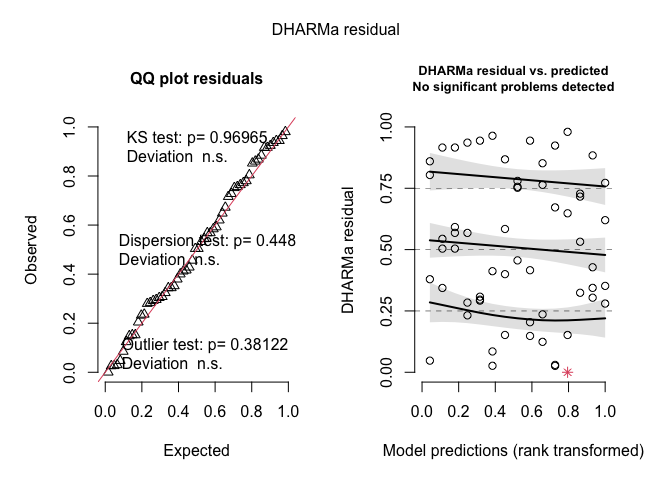 DHARMa residual
QQ plot residuals
KS test: p= 0.96965
Deviation n.s.
Dispersion test: p= 0.448
Deviation n.s.
Outlier test: p= 0.38122
Deviation n.s.
Observed
0.0 0.2 0.4 0.6 0.8 1.0
0.0 0.2 0.4 0.6 0.8 1.0
Expected
DHARMa residual vs. predicted
No significant problems detected
DHARMa residual
0.00 0.25 0.50 0.75 1.00
0.0 0.2 0.4 0.6 0.8 1.0
Model predictions (rank transformed)